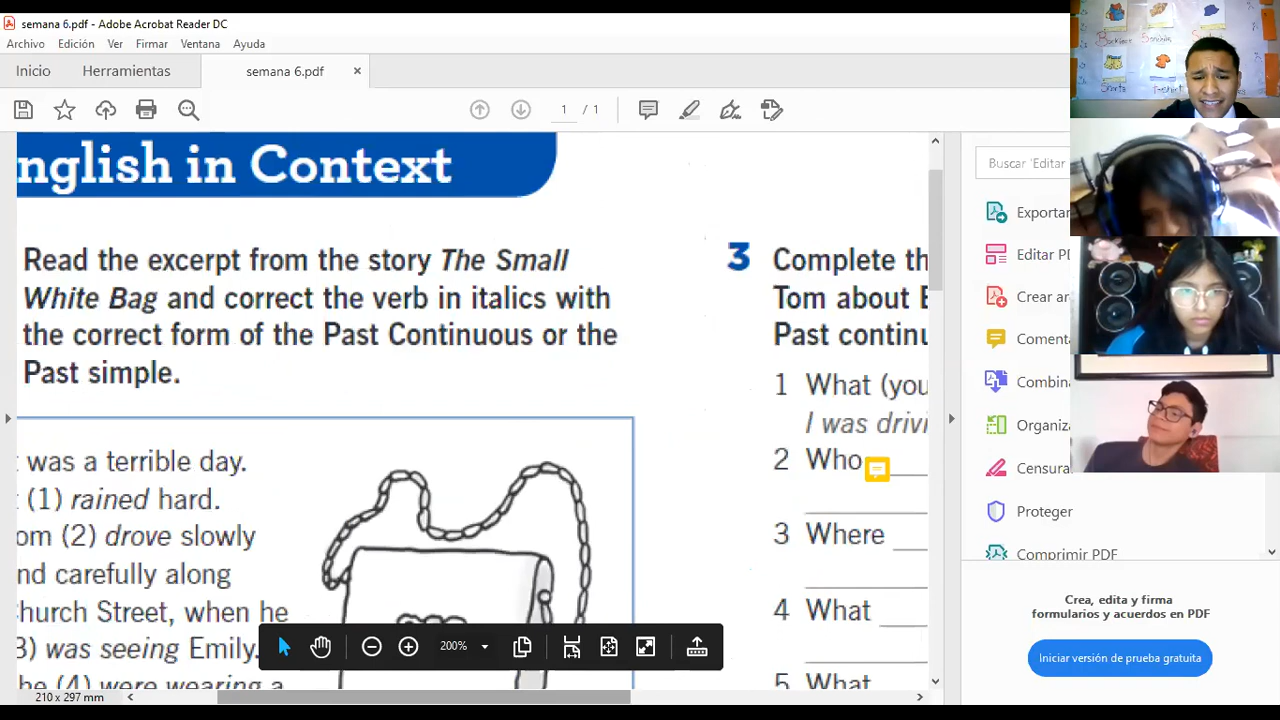 semana 6.pdf - Adobe Acrobat Reader DC
Archivo Edición Ver Firmar Ventana Ayuda
Inicio Herramientas semana 6.pdf ×
1 / 1
nglish in Context
Read the excerpt from the story The Small
White Bag and correct the verb in italics with
the correct form of the Past Continuous or the
Past simple.
t was a terrible day.
t (1) rained hard.
om (2) drove slowly
nd carefully along
Church Street, when he
3) was seeing Emily.
he (4) were wearing a
3 Complete th
Tom about E
Past continu
1 What (you
I was drivi
2 Who
3 Where
4 What
5 What
200%
210 x 297 mm
Buscar 'Editar
Exportar
Editar PD
Crear ar
Comenta
Combina
Organiza
Censura
Proteger
Comprimir PDF
Crea, edita y firma
formularios y acuerdos en PDF
Iniciar versión de prueba gratuita
Shorts T-shirt